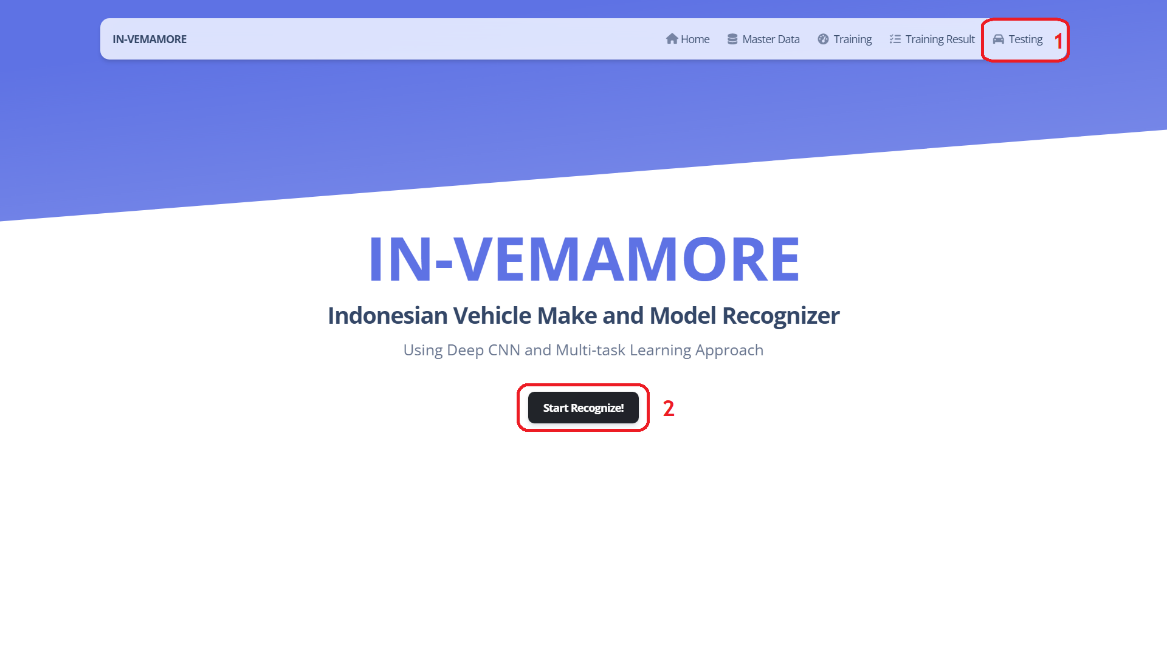 IN-VEMAMORE Home Master Data Training Training Result Testing 1
IN-VEMAMORE
Indonesian Vehicle Make and Model Recognizer
Using Deep CNN and Multi-task Learning Approach
Start Recognize! 2